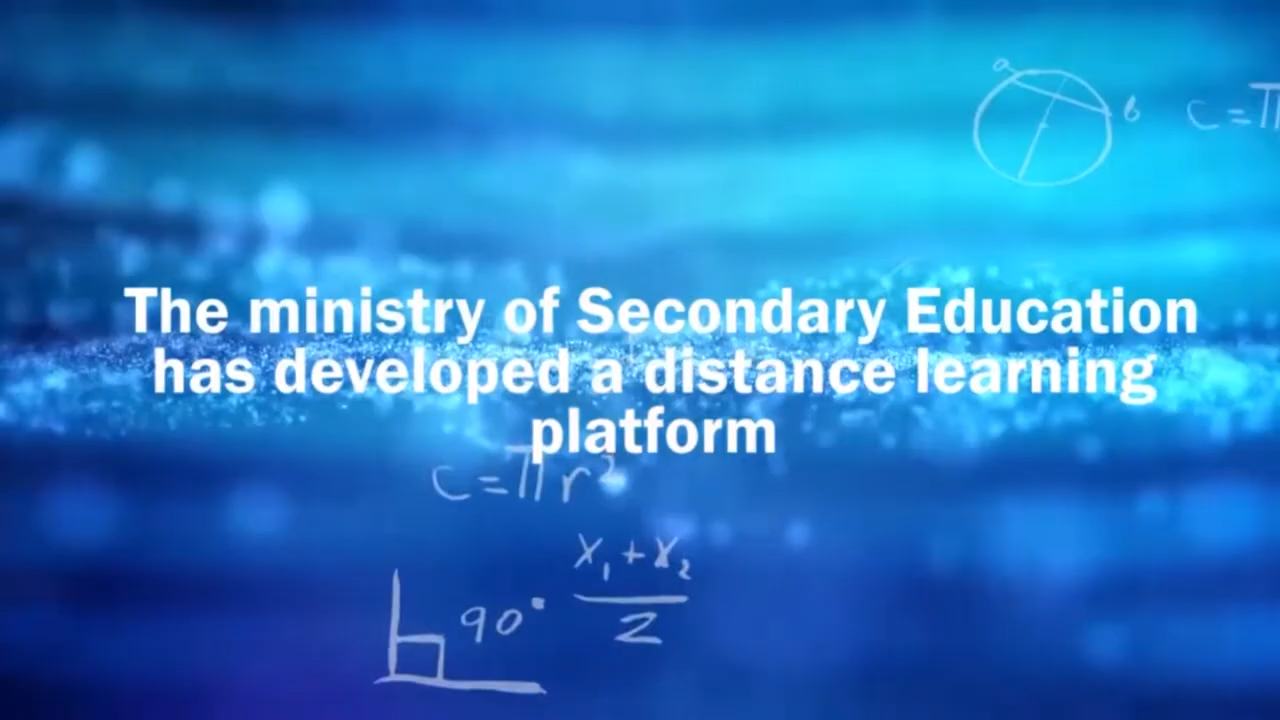 a
b
c=π
The ministry of Secondary Education
has developed a distance learning
platform
c=πr²
x₁+x₂
2
90°